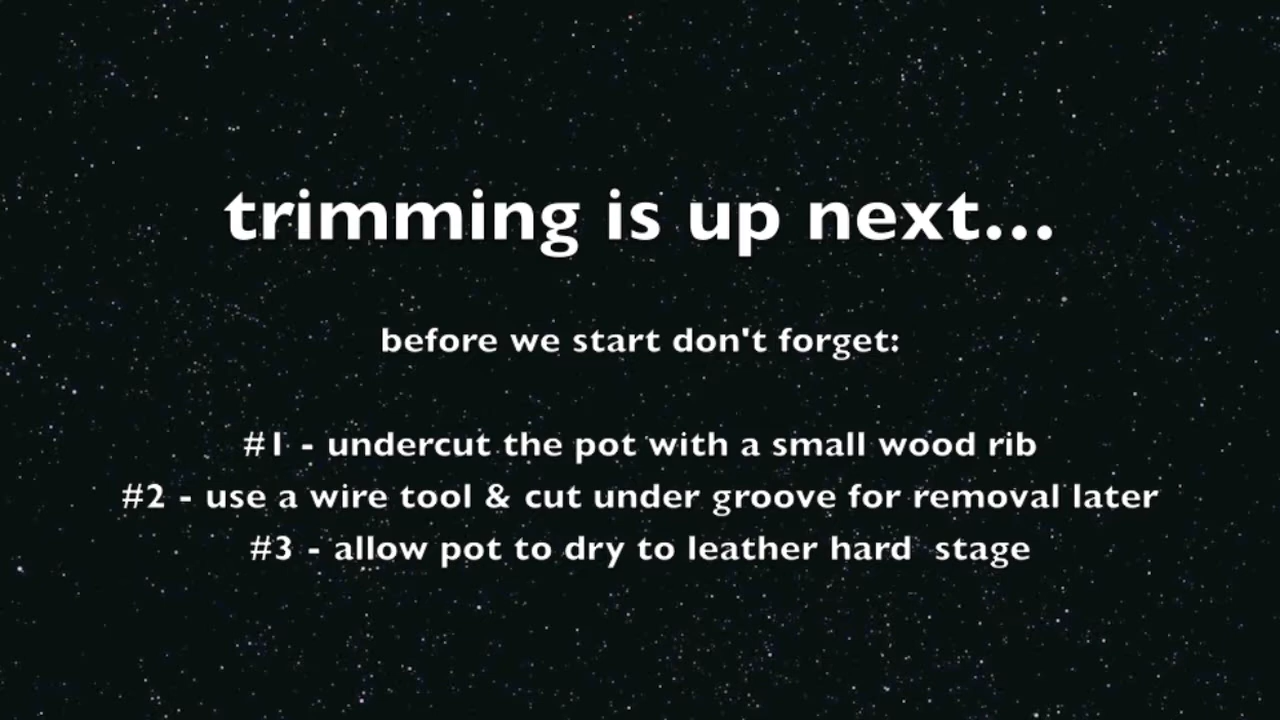 trimming is up next...
before we start don't forget:
#1 - undercut the pot with a small wood rib
#2 - use a wire tool & cut under groove for removal later
#3 - allow pot to dry to leather hard  stage